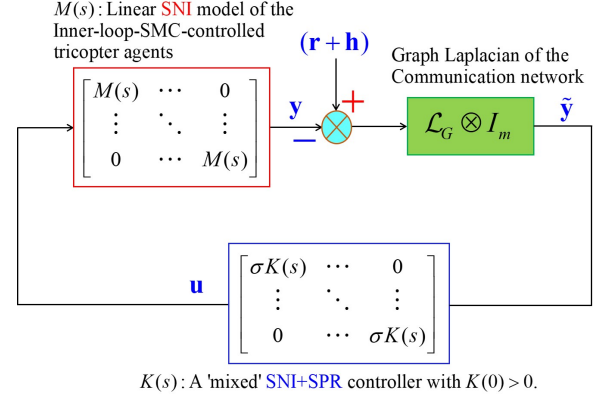 M(s): Linear SNI model of the
Inner-loop-SMC-controlled
tricopter agents
(r + h)
Graph Laplacian of the
Communication network
M(s) ⋯ 0
⋮ ⋱ ⋮
0 ⋯ M(s)
y
+
−
ℒ_G ⊗ I_m
ỹ
u
σK(s) ⋯ 0
⋮ ⋱ ⋮
0 ⋯ σK(s)
K(s): A 'mixed' SNI+SPR controller with K(0) > 0.